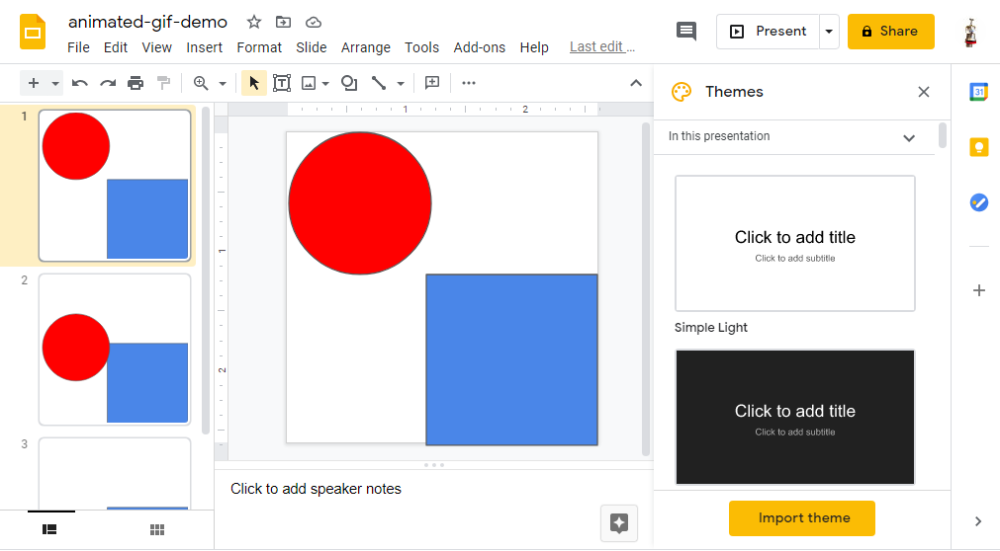 animated-gif-demo
File Edit View Insert Format Slide Arrange Tools Add-ons Help Last edit ...
Present
Share
Themes
In this presentation
1
2
3
1 2
1
2
Click to add title
Click to add subtitle
Simple Light
Click to add title
Click to add subtitle
Click to add speaker notes
Import theme
31